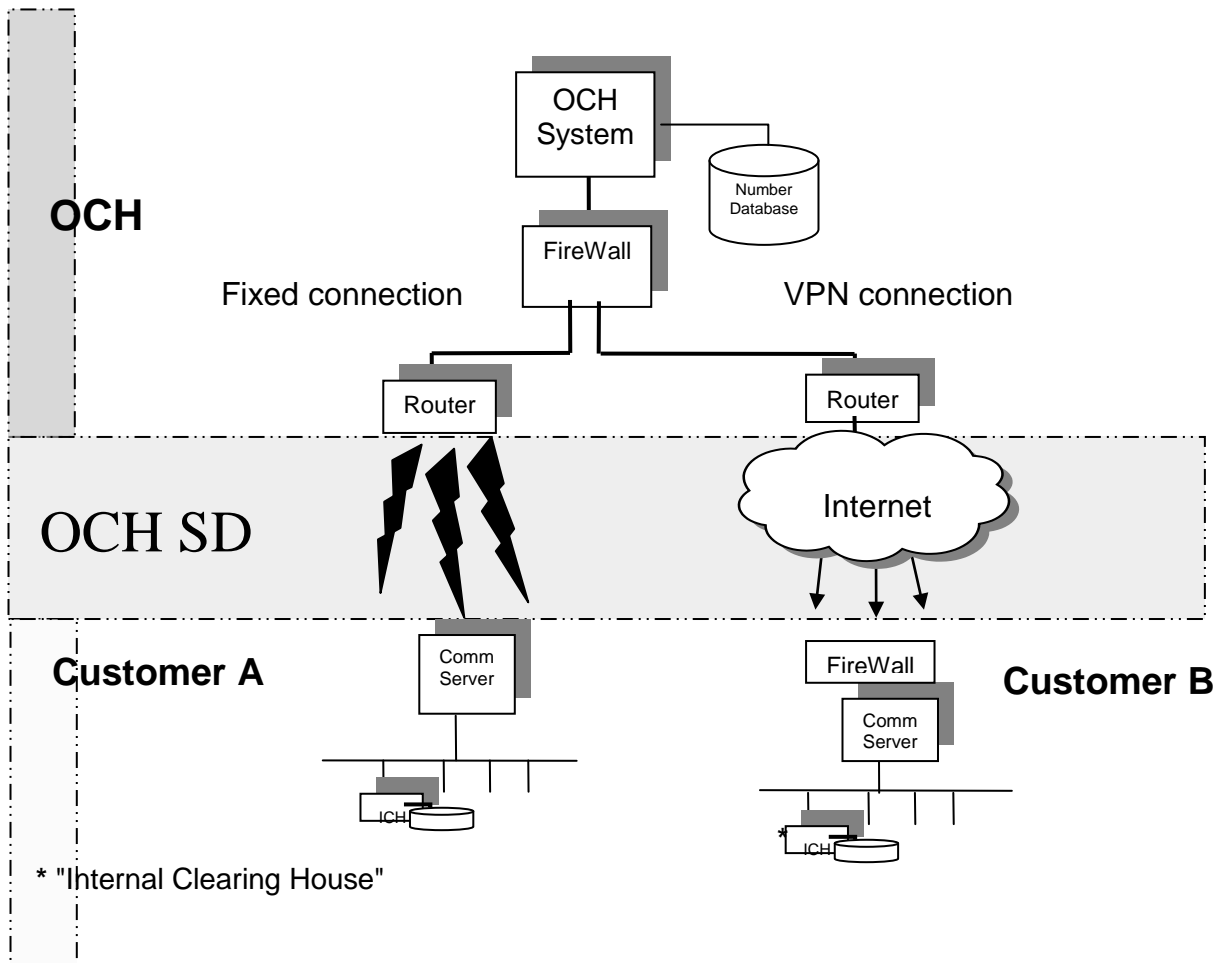 OCH
System
Number
Database
OCH
FireWall
Fixed connection
VPN connection
Router
Router
OCH SD
Internet
Customer A
Comm
Server
FireWall
Customer B
Comm
Server
ICH
* ICH
* "Internal Clearing House"